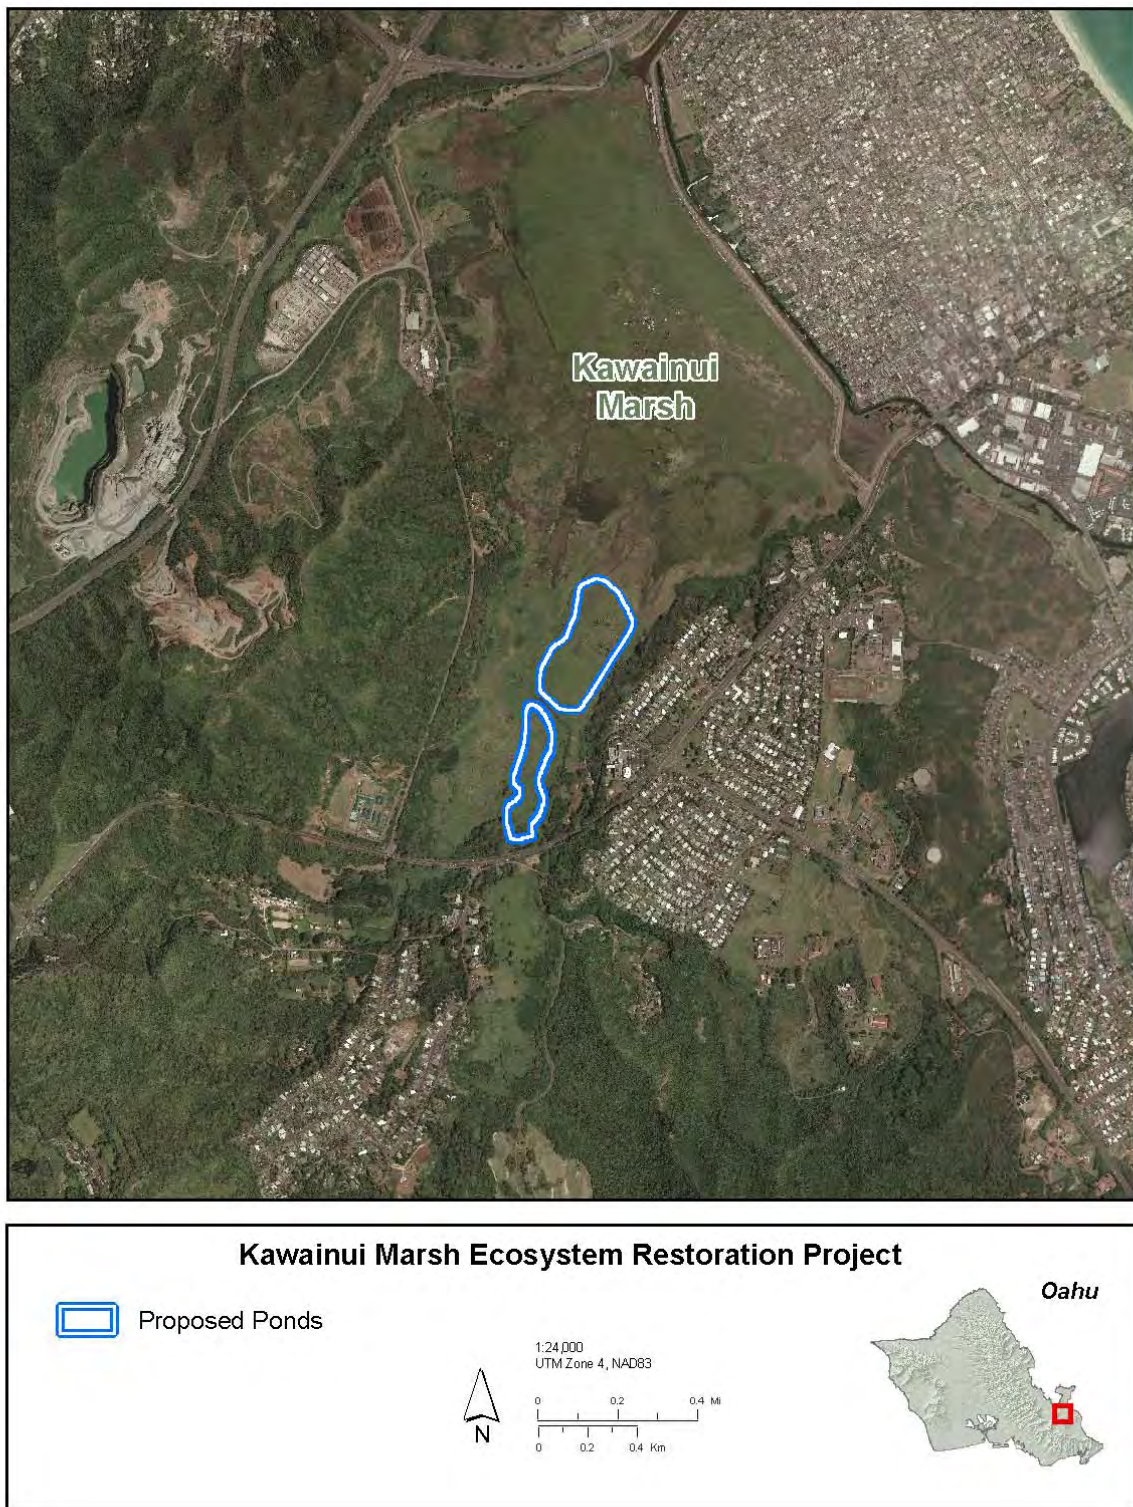 Kawainui
Marsh
Kawainui Marsh Ecosystem Restoration Project
Oahu
Proposed Ponds
1:24,000
UTM Zone 4, NAD83
0 0.2 0.4 Mi
0 0.2 0.4 Km
N